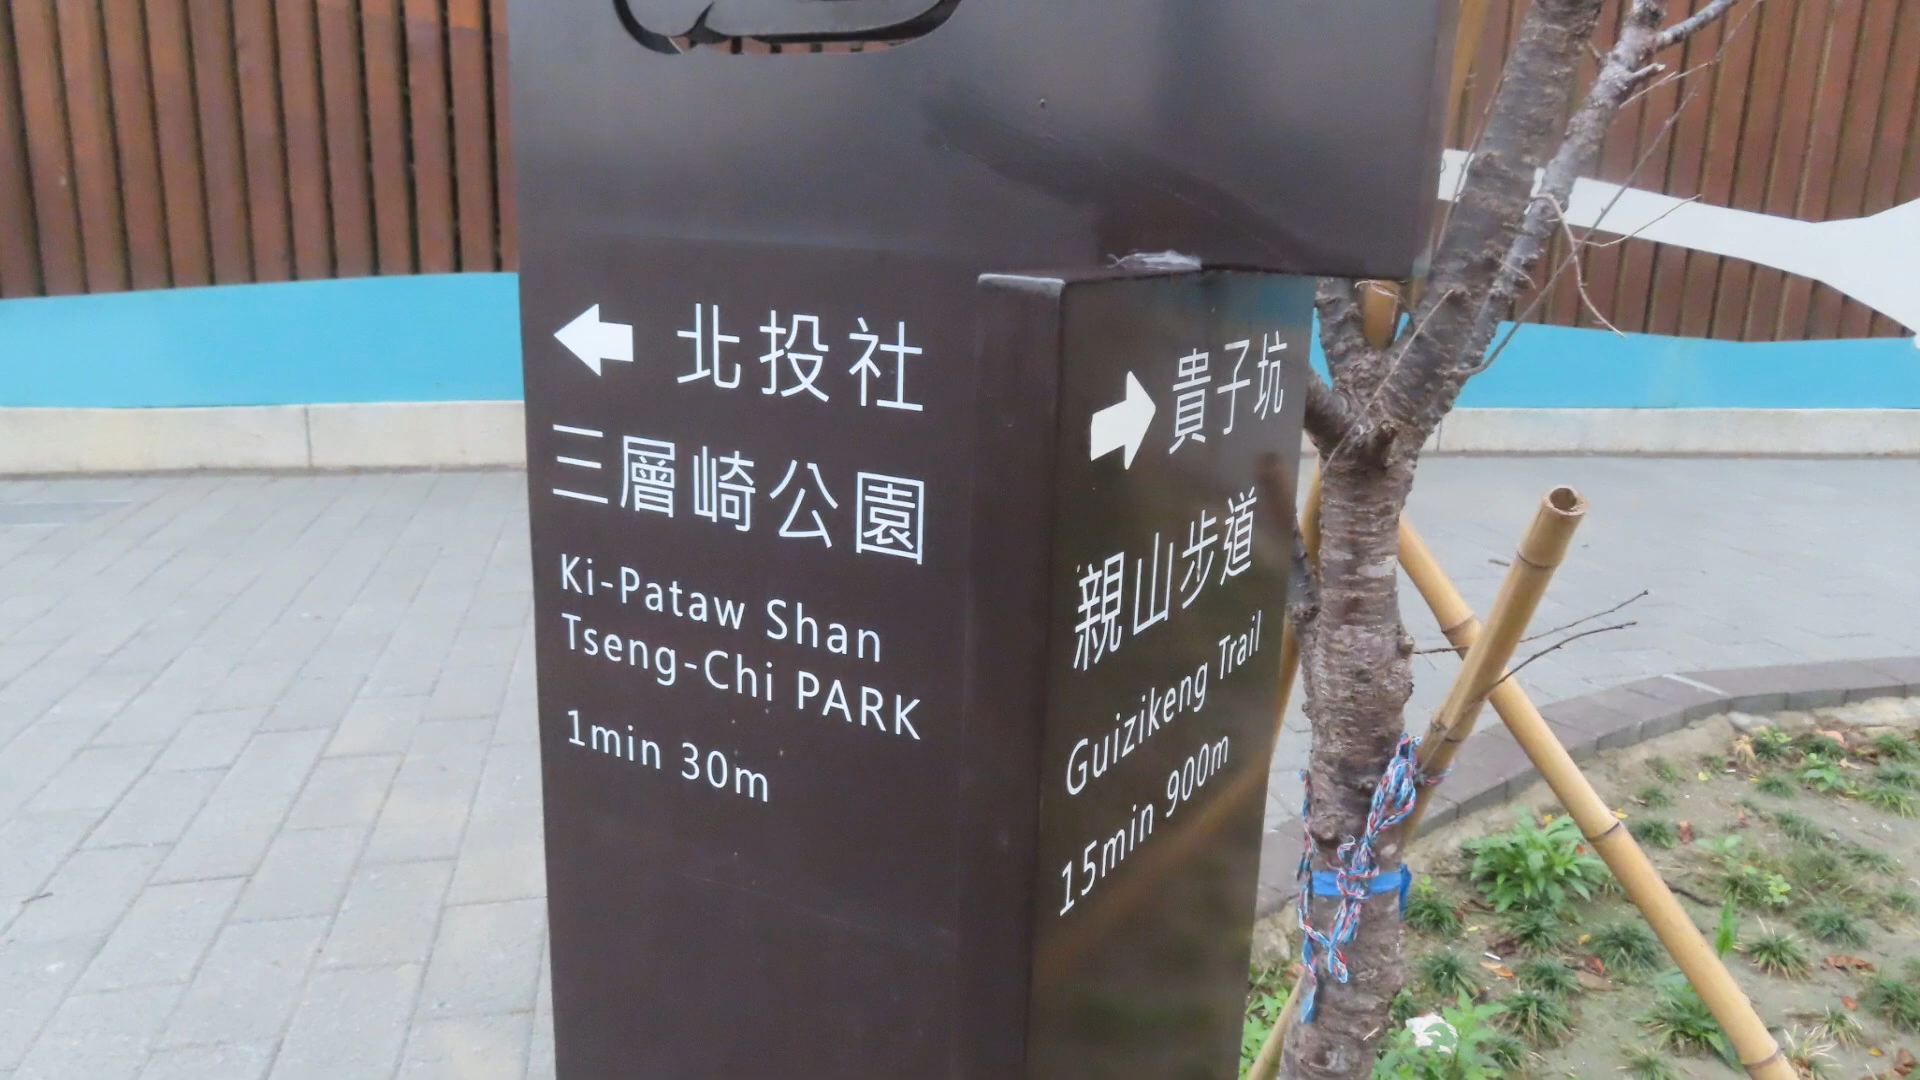 北投社
三層崎公園
Ki-Pataw Shan
Tseng-Chi PARK
1min 30m
貴子坑
親山步道
Guizikeng Trail
15min 900m